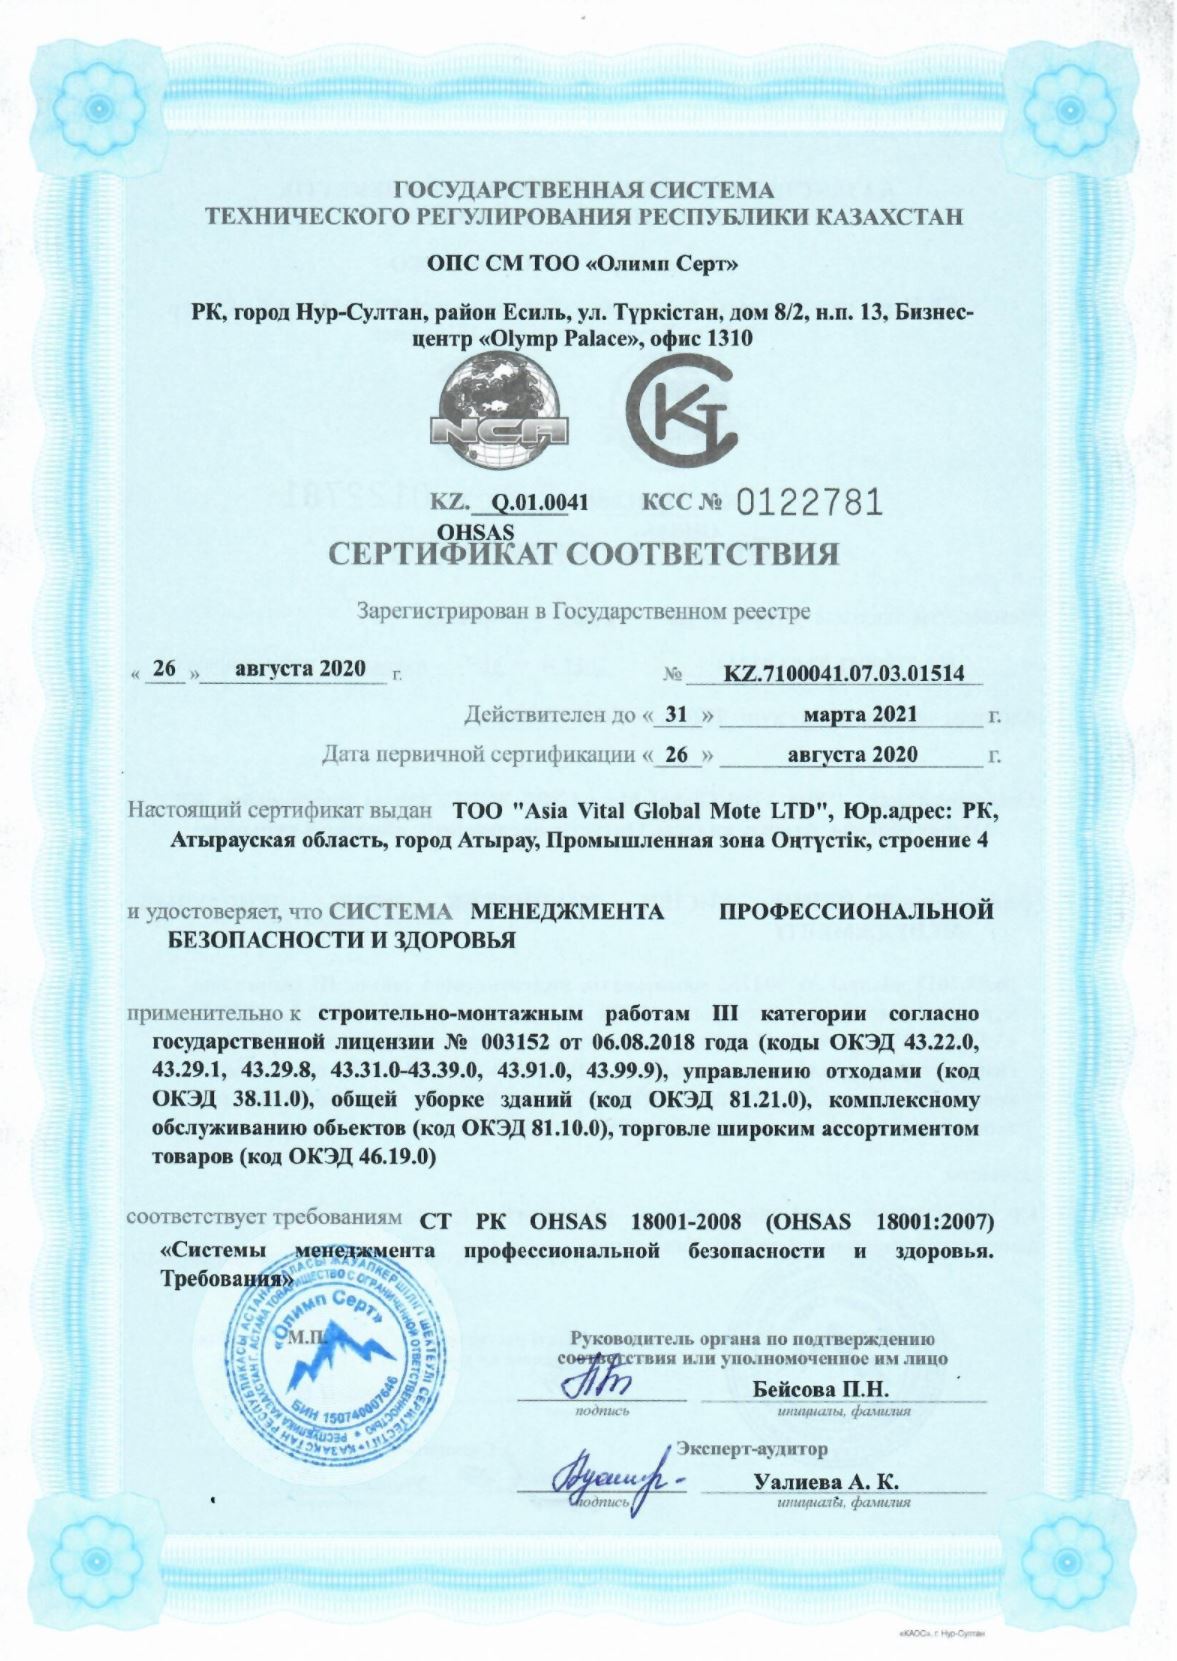 ГОСУДАРСТВЕННАЯ СИСТЕМА
ТЕХНИЧЕСКОГО РЕГУЛИРОВАНИЯ РЕСПУБЛИКИ КАЗАХСТАН
ОПС СМ ТОО «Олимп Серт»
РК, город Нур-Султан, район Есиль, ул. Түркістан, дом 8/2, н.п. 13, Бизнес-
центр «Olymp Palace», офис 1310
NCA КСТ
KZ. Q.01.0041 КСС № 0122781
OHSAS
СЕРТИФИКАТ СООТВЕТСТВИЯ
Зарегистрирован в Государственном реестре
« 26 » августа 2020 г. № KZ.7100041.07.03.01514
Действителен до « 31 » марта 2021 г.
Дата первичной сертификации « 26 » августа 2020 г.
Настоящий сертификат выдан ТОО "Asia Vital Global Mote LTD", Юр.адрес: РК,
Атырауская область, город Атырау, Промышленная зона Оңтүстік, строение 4
и удостоверяет, что СИСТЕМА МЕНЕДЖМЕНТА ПРОФЕССИОНАЛЬНОЙ
БЕЗОПАСНОСТИ И ЗДОРОВЬЯ
применительно к строительно-монтажным работам III категории согласно
государственной лицензии № 003152 от 06.08.2018 года (коды ОКЭД 43.22.0,
43.29.1, 43.29.8, 43.31.0-43.39.0, 43.91.0, 43.99.9), управлению отходами (код
ОКЭД 38.11.0), общей уборке зданий (код ОКЭД 81.21.0), комплексному
обслуживанию обьектов (код ОКЭД 81.10.0), торговле широким ассортиментом
товаров (код ОКЭД 46.19.0)
соответствует требованиям СТ РК OHSAS 18001-2008 (OHSAS 18001:2007)
«Системы менеджмента профессиональной безопасности и здоровья.
Требования»
«Олимп Серт»
БИН 150740007646
М.П.
Руководитель органа по подтверждению
соответствия или уполномоченное им лицо
Бейсова П.Н.
подпись инициалы, фамилия
Эксперт-аудитор
Уалиева А. К.
подпись инициалы, фамилия
«КАОС», г. Нур-Султан